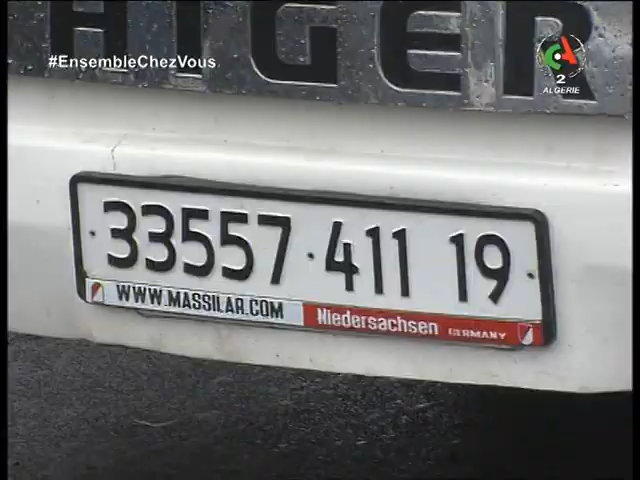 HIGER
#EnsembleChezVous
2
ALGERIE
33557 · 411 19
WWW.MASSILAR.COM Niedersachsen GERMANY